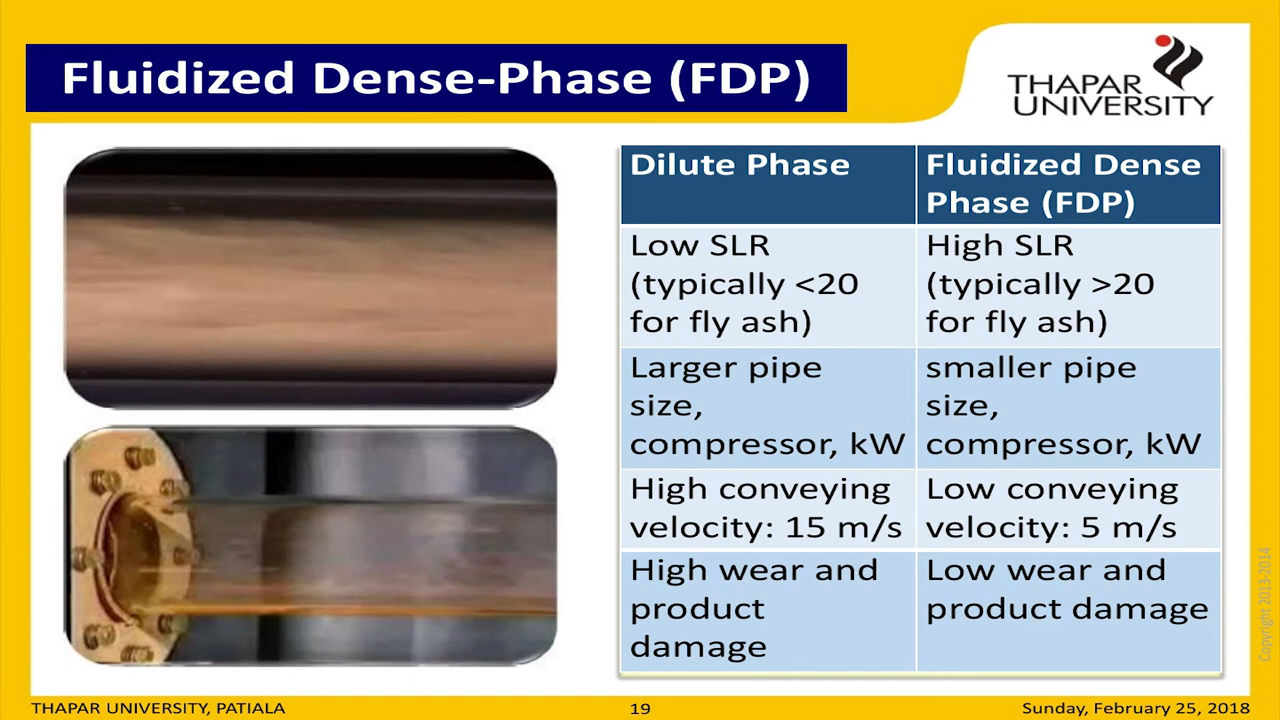 Fluidized Dense-Phase (FDP)
THAPAR
UNIVERSITY
Dilute Phase
Fluidized Dense
Phase (FDP)
Low SLR
(typically <20
for fly ash)
High SLR
(typically >20
for fly ash)
Larger pipe
size,
compressor, kW
smaller pipe
size,
compressor, kW
High conveying
velocity: 15 m/s
Low conveying
velocity: 5 m/s
High wear and
product
damage
Low wear and
product damage
Copyright 2013-2014
THAPAR UNIVERSITY, PATIALA
19
Sunday, February 25, 2018